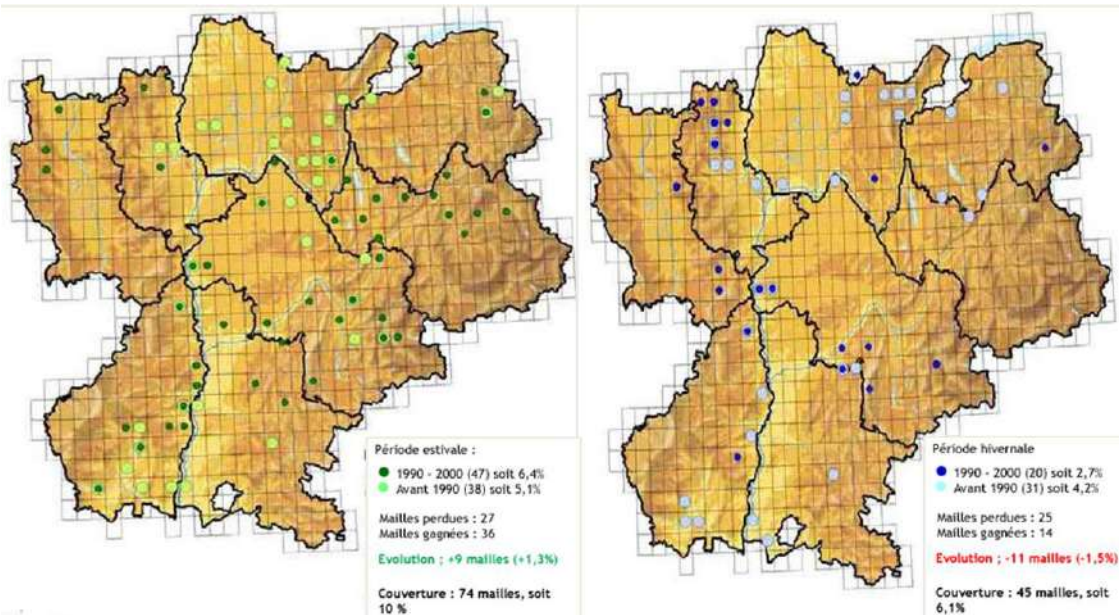 Période estivale :
1990 - 2000 (47) soit 6,4%
Avant 1990 (38) soit 5,1%
Mailles perdues : 27
Mailles gagnées : 36
Evolution : +9 mailles (+1,3%)
Couverture : 74 mailles, soit
10 %
Période hivernale
1990 - 2000 (20) soit 2,7%
Avant 1990 (31) soit 4,2%
Mailles perdues : 25
Mailles gagnées : 14
Evolution : -11 mailles (-1,5%)
Couverture : 45 mailles, soit
6,1%